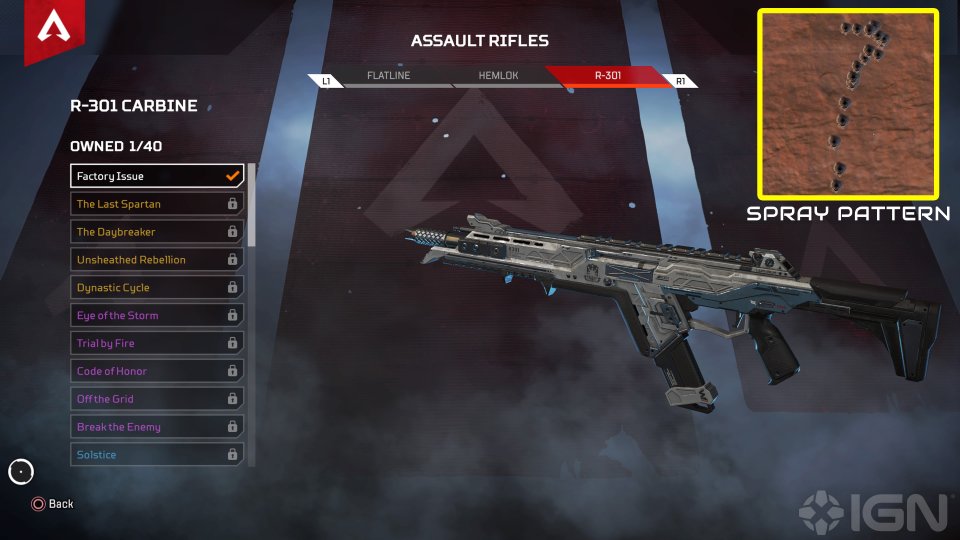 ASSAULT RIFLES
L1
FLATLINE
HEMLOK
R-301
R1
R-301 CARBINE
OWNED 1/40
Factory Issue
The Last Spartan
The Daybreaker
Unsheathed Rebellion
Dynastic Cycle
Eye of the Storm
Trial by Fire
Code of Honor
Off the Grid
Break the Enemy
Solstice
Back
SPRAY PATTERN
IGN